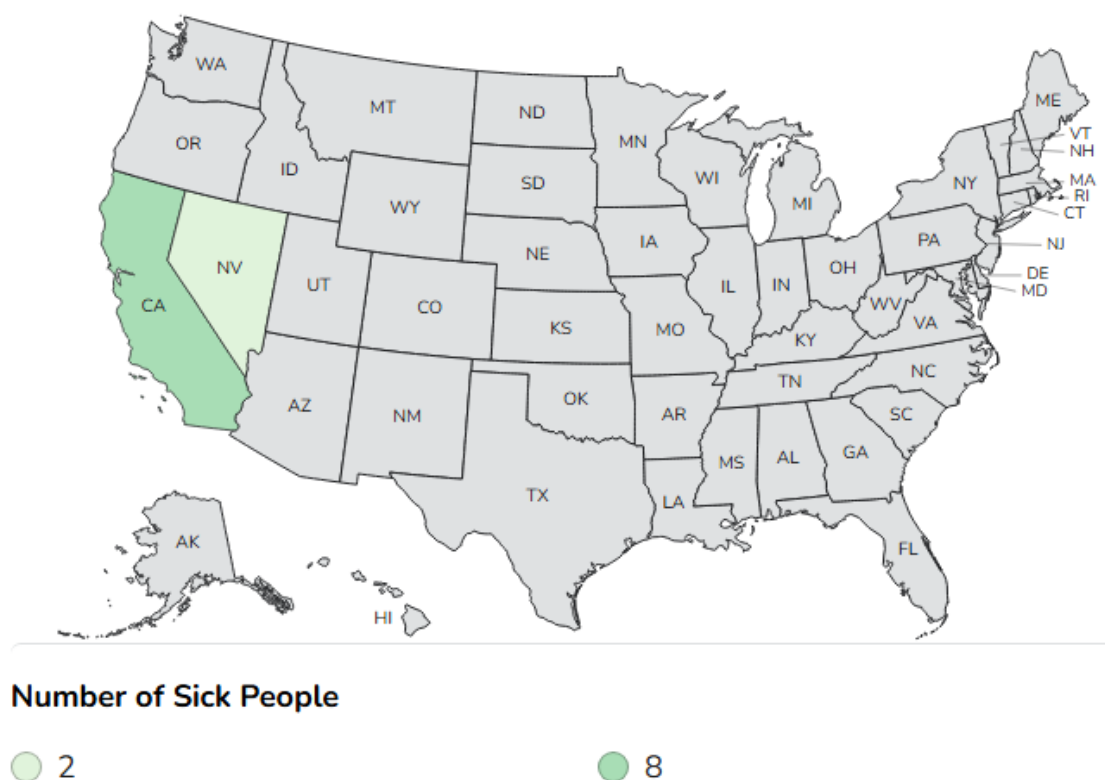 WA
MT
ND
MN
ME
VT
NH
OR
ID
SD
WI
NY
MA
RI
CT
WY
MI
NV
UT
NE
IA
PA
NJ
CA
CO
IL
IN
OH
DE
MD
WV
VA
KS
MO
KY
NC
AZ
NM
OK
AR
TN
SC
TX
LA
MS
AL
GA
AK
FL
HI
Number of Sick People
2
8